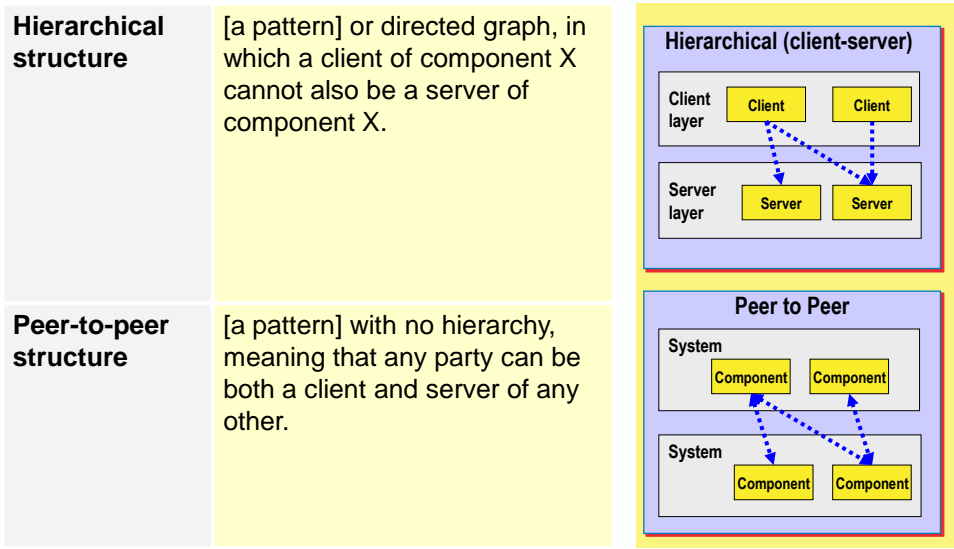 Hierarchical
structure
[a pattern] or directed graph, in
which a client of component X
cannot also be a server of
component X.
Hierarchical (client-server)
Client
layer
Client
Client
Server
layer
Server
Server
Peer-to-peer
structure
[a pattern] with no hierarchy,
meaning that any party can be
both a client and server of any
other.
Peer to Peer
System
Component
Component
System
Component
Component